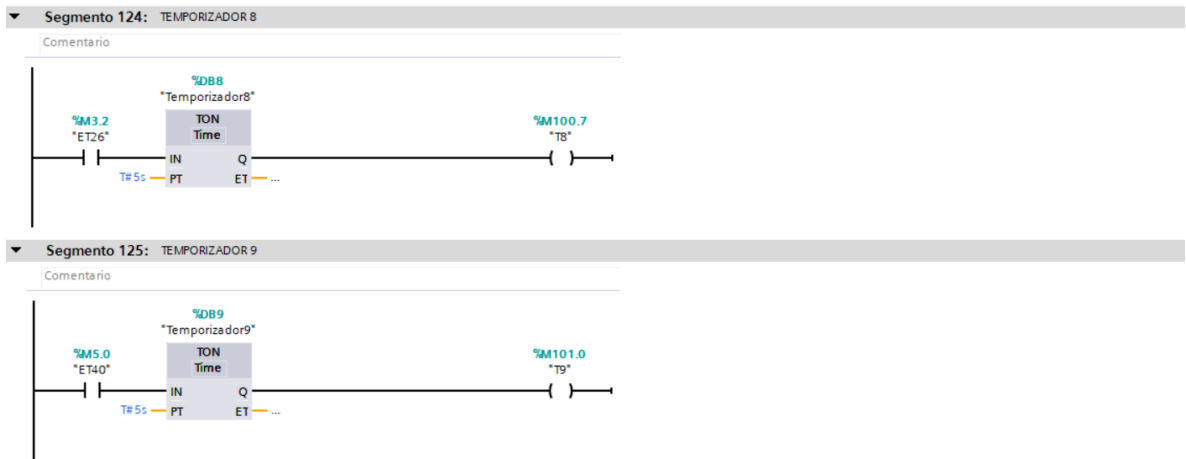 Segmento 124: TEMPORIZADOR 8
Comentario
%DB8
"Temporizador8"
%M3.2
"ET26"
TON
Time
%M100.7
"T8"
IN Q
T#5s PT ET ...
Segmento 125: TEMPORIZADOR 9
Comentario
%DB9
"Temporizador9"
%M5.0
"ET40"
TON
Time
%M101.0
"T9"
IN Q
T#5s PT ET ...